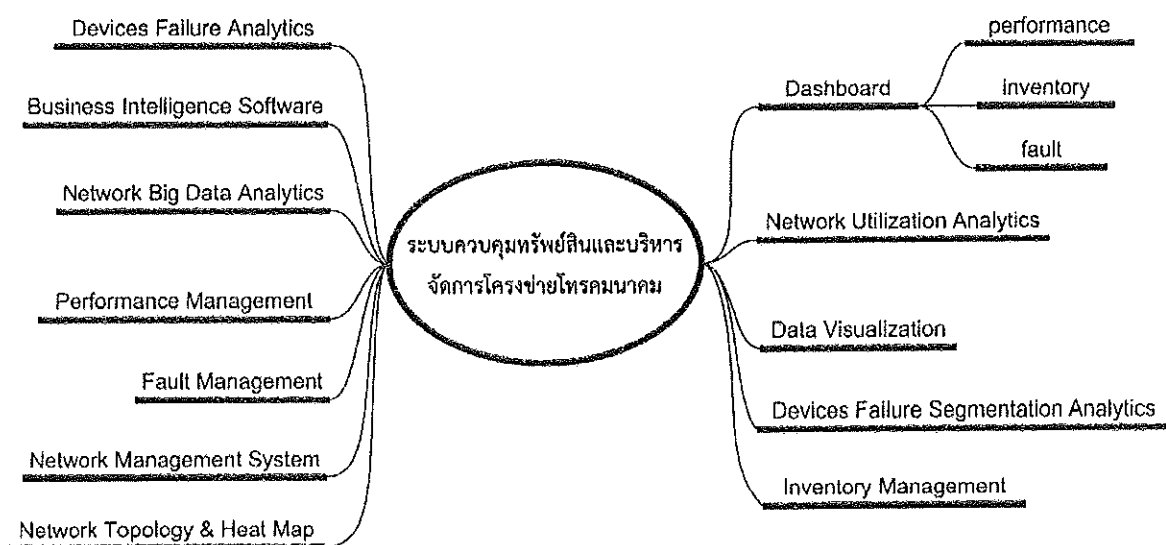 Devices Failure Analytics
Business Intelligence Software
Network Big Data Analytics
Performance Management
Fault Management
Network Management System
Network Topology & Heat Map
ระบบควบคุมทรัพย์สินและบริหาร
จัดการโครงข่ายโทรคมนาคม
Dashboard
performance
inventory
fault
Network Utilization Analytics
Data Visualization
Devices Failure Segmentation Analytics
Inventory Management